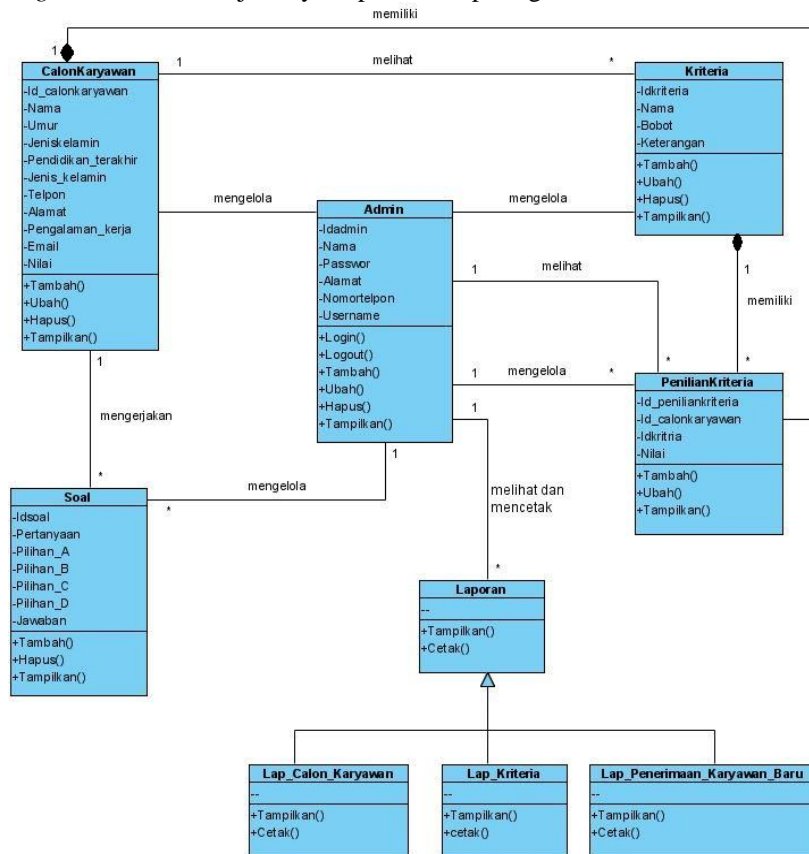 memiliki
1
CalonKaryawan
-Id_calonkaryawan
-Nama
-Umur
-Jeniskelamin
-Pendidikan_terakhir
-Jenis_kelamin
-Telpon
-Alamat
-Pengalaman_kerja
-Email
-Nilai
+Tambah()
+Ubah()
+Hapus()
+Tampilkan()
1
melihat
*
Kriteria
-Idkriteria
-Nama
-Bobot
-Keterangan
+Tambah()
+Ubah()
+Hapus()
+Tampilkan()
mengelola
Admin
-Idadmin
-Nama
-Passwor
-Alamat
-Nomortelpon
-Username
+Login()
+Logout()
+Tambah()
+Ubah()
+Hapus()
+Tampilkan()
mengelola
1
melihat
*
1
memiliki
*
1
mengelola
*
PenilianKriteria
-Id_peniliankriteria
-Id_calonkaryawan
-Idkritria
-Nilai
+Tambah()
+Ubah()
+Tampilkan()
1
mengerjakan
*
1
mengelola
*
Soal
-Idsoal
-Pertanyaan
-Pilihan_A
-Pilihan_B
-Pilihan_C
-Pilihan_D
-Jawaban
+Tambah()
+Hapus()
+Tampilkan()
1
melihat dan
mencetak
*
Laporan
--
+Tampilkan()
+Cetak()
Lap_Calon_Karyawan
--
+Tampilkan()
+Cetak()
Lap_Kriteria
--
+Tampilkan()
+cetak()
Lap_Penerimaan_Karyawan_Baru
--
+Tampilkan()
+Cetak()